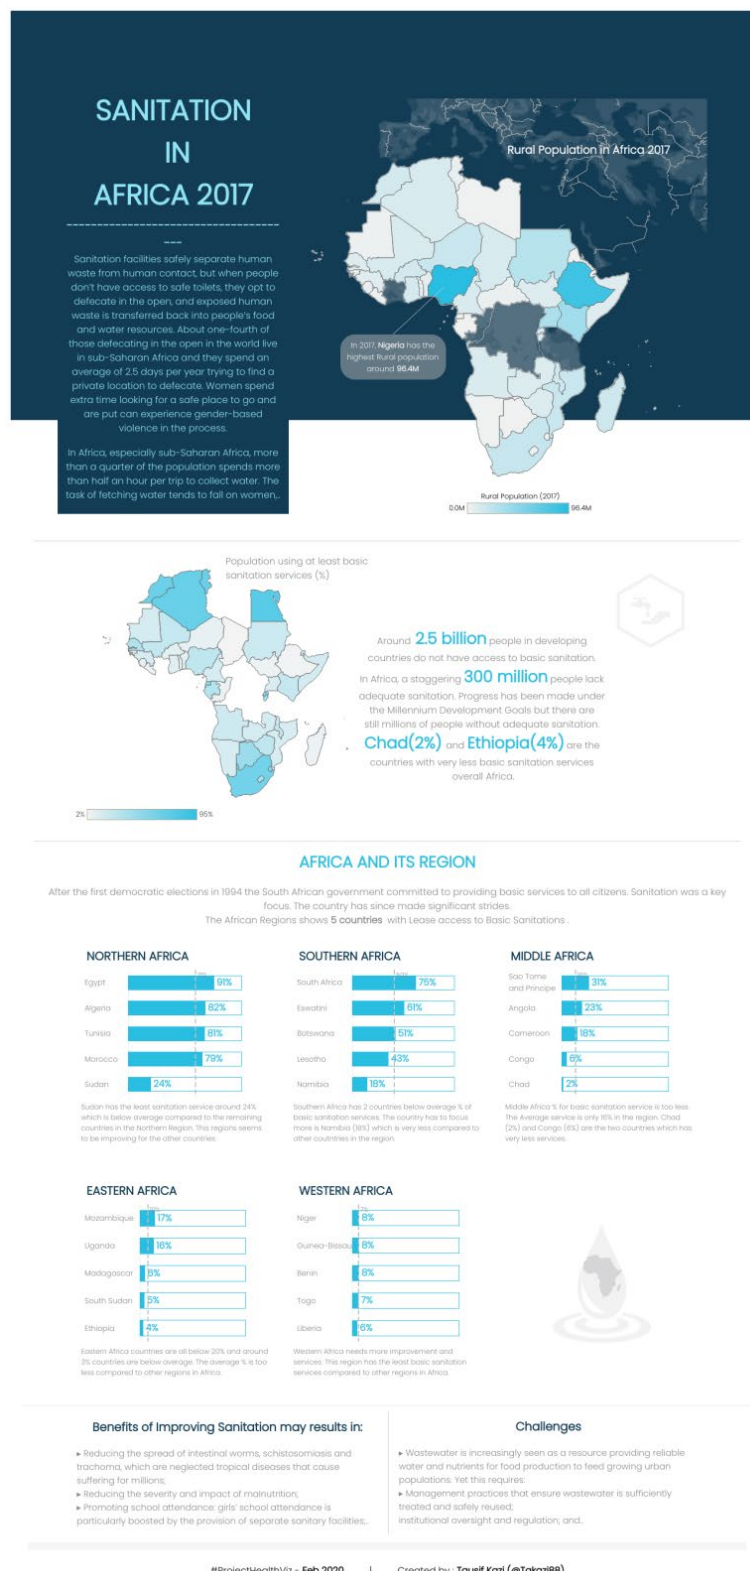 SANITATION
IN
AFRICA 2017
Sanitation facilities safely separate human
waste from human contact, but when people
don't have access to safe toilets, they opt to
defecate in the open, and exposed human
waste is transferred back into people's food
and water resources. About one-fourth of
those defecating in the open in the world live
in sub-Saharan Africa and they spend an
average of 2.5 days per year trying to find a
private location to defecate. Women spend
extra time looking for a safe place to go and
are put can experience gender-based
violence in the process.
In Africa, especially sub-Saharan Africa, more
than a quarter of the population spends more
than half an hour per trip to collect water. The
task of fetching water tends to fall on women,..
Rural Population in Africa 2017
In 2017, Nigeria has the
highest Rural population
around 96.4M
Rural Population (2017)
0.0M 96.4M
Population using at least basic
sanitation services (%)
2% 95%
Around 2.5 billion people in developing
countries do not have access to basic sanitation.
In Africa, a staggering 300 million people lack
adequate sanitation. Progress has been made under
the Millennium Development Goals but there are
still millions of people without adequate sanitation.
Chad(2%) and Ethiopia(4%) are the
countries with very less basic sanitation services
overall Africa.
AFRICA AND ITS REGION
After the first democratic elections in 1994 the South African government committed to providing basic services to all citizens. Sanitation was a key
focus. The country has since made significant strides.
The African Regions shows 5 countries with Lease access to Basic Sanitations .
NORTHERN AFRICA
Egypt 91%
Algeria 82%
Tunisia 81%
Morocco 79%
Sudan 24%
Sudan has the least sanitation service around 24%
which is below average compared to the remaining
countries in the Northern Region. This regions seems
to be improving for the other countries.
SOUTHERN AFRICA
South Africa 75%
Eswatini 61%
Botswana 51%
Lesotho 43%
Namibia 18%
Southern Africa has 2 countries below average % of
basic sanitation services. The country has to focus
more is Namibia (18%) which is very less compared to
other coutntries in the region.
MIDDLE AFRICA
Sao Tome
and Principe 31%
Angola 23%
Cameroon 18%
Congo 6%
Chad 2%
Middle Africa % for basic sanitation service is too less.
The Average service is only 16% in the region. Chad
(2%) and Congo (6%) are the two countries which has
very less services.
EASTERN AFRICA
Mozambique 17%
Uganda 16%
Madagascar 6%
South Sudan 5%
Ethiopia 4%
Eastern Africa countries are all below 20% and around
3% countries are below average. The average % is too
less compared to other regions in Africa.
WESTERN AFRICA
Niger 8%
Guinea-Bissau 8%
Benin 8%
Togo 7%
Liberia 6%
Western Africa needs more improvement and
services. This region has the least basic sanitation
services compared to other regions in Africa.
Benefits of Improving Sanitation may results in:
▸ Reducing the spread of intestinal worms, schistosomiasis and
trachoma, which are neglected tropical diseases that cause
suffering for millions;
▸ Reducing the severity and impact of malnutrition;
▸ Promoting school attendance: girls' school attendance is
particularly boosted by the provision of separate sanitary facilities;..
Challenges
▸ Wastewater is increasingly seen as a resource providing reliable
water and nutrients for food production to feed growing urban
populations. Yet this requires:
▸ Management practices that ensure wastewater is sufficiently
treated and safely reused;
institutional oversight and regulation; and..
#ProjectHealthViz - Feb 2020 | Created by : Tausif Kazi (@Takazi88)